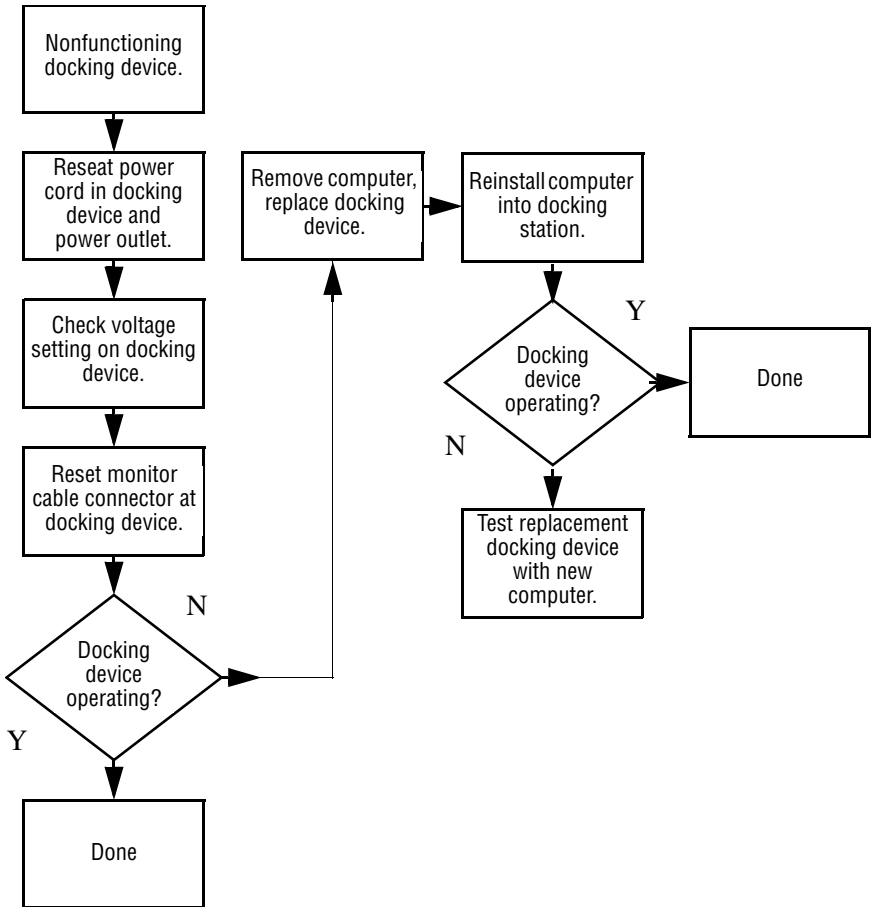 Nonfunctioning
docking device.
Reseat power
cord in docking
device and
power outlet.
Check voltage
setting on docking
device.
Reset monitor
cable connector at
docking device.
N
Docking
device
operating?
Y
Done
Remove computer,
replace docking
device.
Reinstall computer
into docking
station.
Y
Docking
device
operating?
N
Done
Test replacement
docking device
with new
computer.